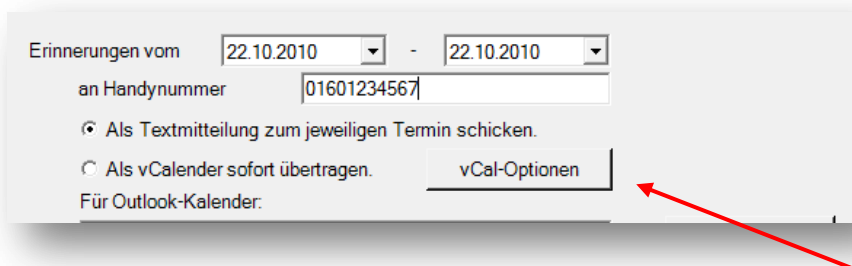 Erinnerungen vom 22.10.2010 - 22.10.2010
an Handynummer 01601234567
Als Textmitteilung zum jeweiligen Termin schicken.
Als vCalender sofort übertragen. vCal-Optionen
Für Outlook-Kalender: